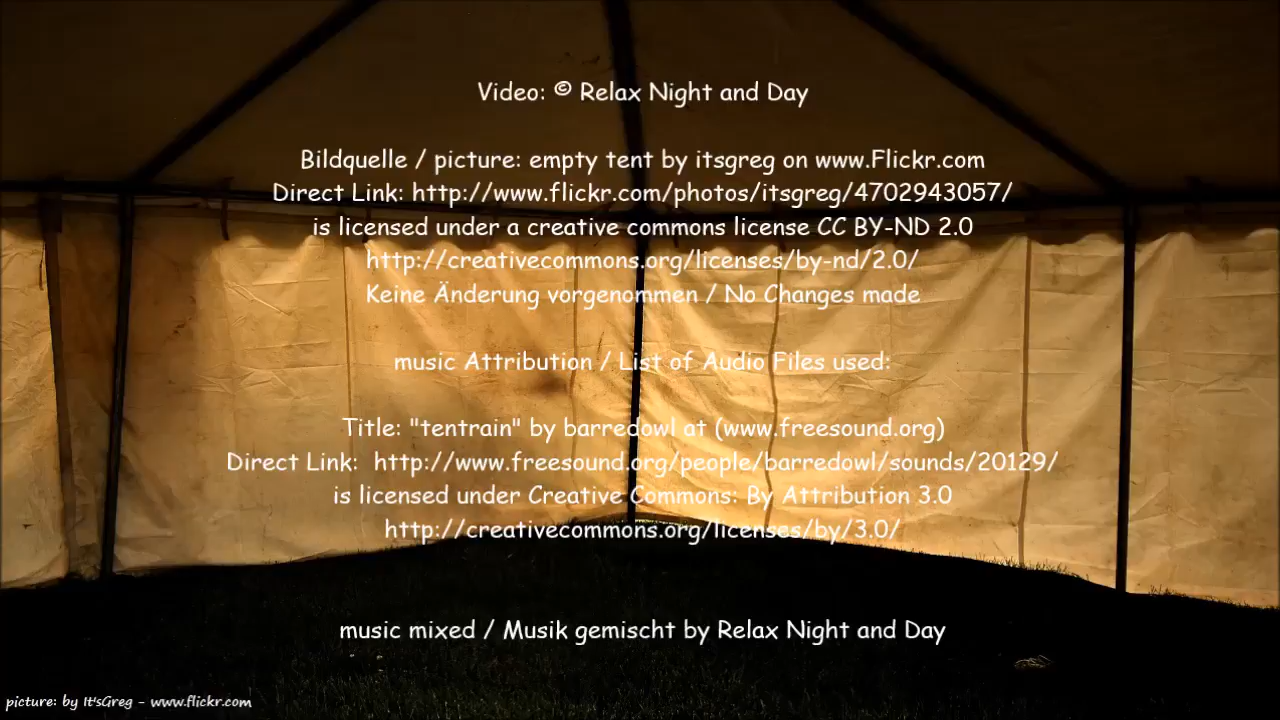 Video: © Relax Night and Day
Bildquelle / picture: empty tent by itsgreg on www.Flickr.com
Direct Link: http://www.flickr.com/photos/itsgreg/4702943057/
is licensed under a creative commons license CC BY-ND 2.0
http://creativecommons.org/licenses/by-nd/2.0/
Keine Änderung vorgenommen / No Changes made
music Attribution / List of Audio Files used:
Title: "tentrain" by barredowl at (www.freesound.org)
Direct Link: http://www.freesound.org/people/barredowl/sounds/20129/
is licensed under Creative Commons: By Attribution 3.0
http://creativecommons.org/licenses/by/3.0/
music mixed / Musik gemischt by Relax Night and Day
picture: by It'sGreg - www.flickr.com